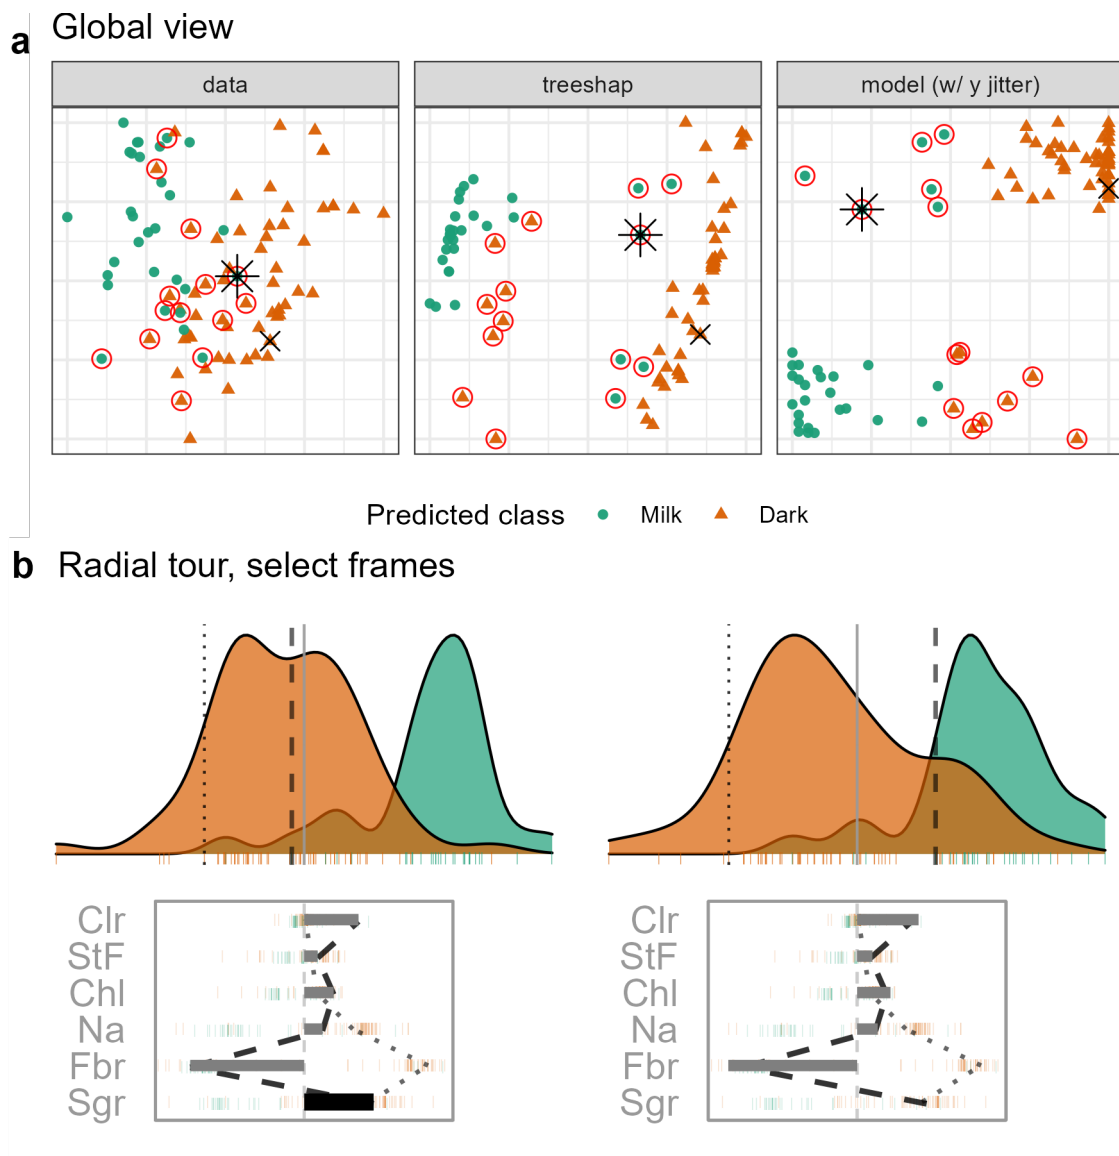 a Global view
data treeshap model (w/ y jitter)
Predicted class Milk Dark
b Radial tour, select frames
Clr Clr
StF StF
Chl Chl
Na Na
Fbr Fbr
Sgr Sgr